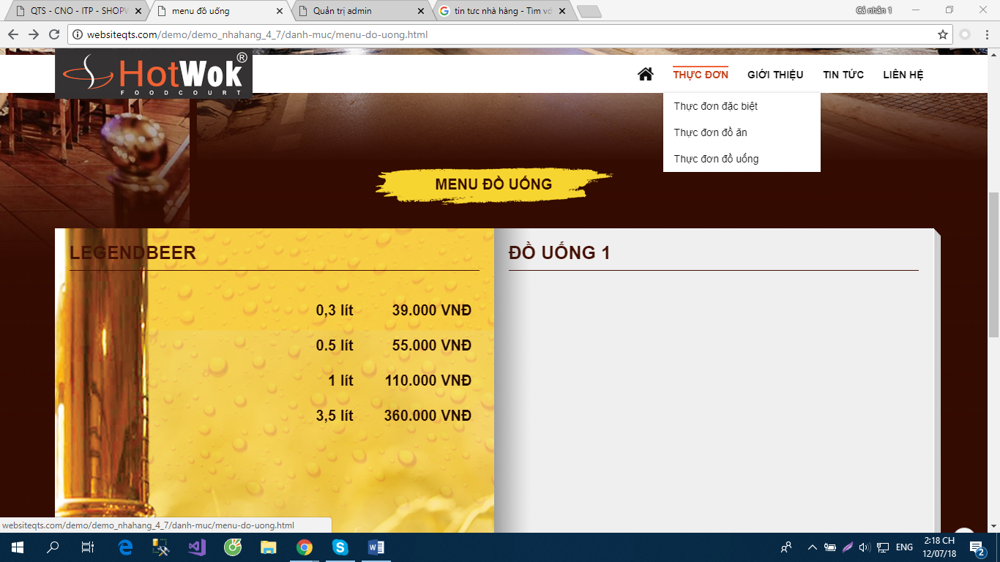 QTS - CNO - ITP - SHOPV
menu đồ uống
Quản trị admin
tin tưc nhà hàng - Tìm vớ
Cá nhân 1
websiteqts.com/demo/demo_nhahang_4_7/danh-muc/menu-do-uong.html
HotWok®
FOODCOURT
THỰC ĐƠN
GIỚI THIỆU
TIN TỨC
LIÊN HỆ
Thực đơn đặc biệt
Thực đơn đồ ăn
Thực đơn đồ uống
MENU ĐỒ UỐNG
LEGENDBEER
0,3 lít 39.000 VNĐ
0.5 lít 55.000 VNĐ
1 lít 110.000 VNĐ
3,5 lít 360.000 VNĐ
ĐỒ UỐNG 1
websiteqts.com/demo/demo_nhahang_4_7/danh-muc/menu-do-uong.html
ENG
2:18 CH
12/07/18
2